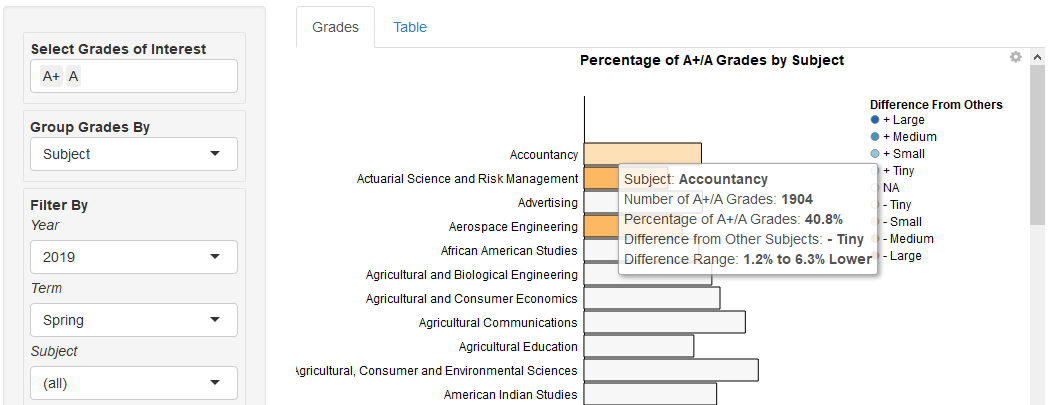 Select Grades of Interest
A+ A
Group Grades By
Subject
Filter By
Year
2019
Term
Spring
Subject
(all)
Grades Table
Percentage of A+/A Grades by Subject
Accountancy
Actuarial Science and Risk Management
Advertising
Aerospace Engineering
African American Studies
Agricultural and Biological Engineering
Agricultural and Consumer Economics
Agricultural Communications
Agricultural Education
Agricultural, Consumer and Environmental Sciences
American Indian Studies
Subject: Accountancy
Number of A+/A Grades: 1904
Percentage of A+/A Grades: 40.8%
Difference from Other Subjects: - Tiny
Difference Range: 1.2% to 6.3% Lower
Difference From Others
+ Large
+ Medium
+ Small
+ Tiny
NA
- Tiny
- Small
- Medium
- Large